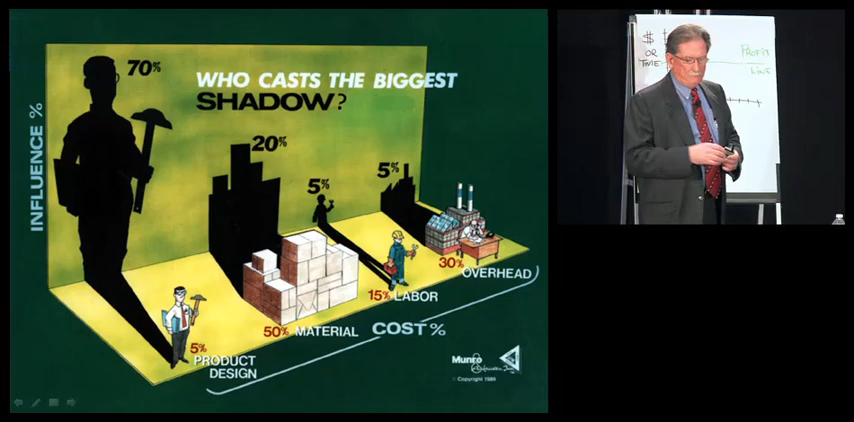 70%
WHO CASTS THE BIGGEST
SHADOW?
20%
5%
5%
INFLUENCE %
30%
OVERHEAD
15% LABOR
50% MATERIAL
COST %
5%
PRODUCT
DESIGN
Munro
© Copyright 1989
$
OR
TIME
PROFIT
LINE